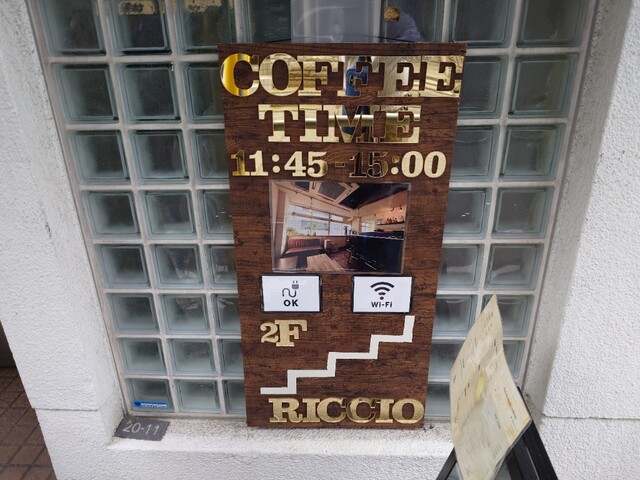 COFFEE
TIME
11:45-15:00
OK
Wi-Fi
2F
RICCIO
20-11